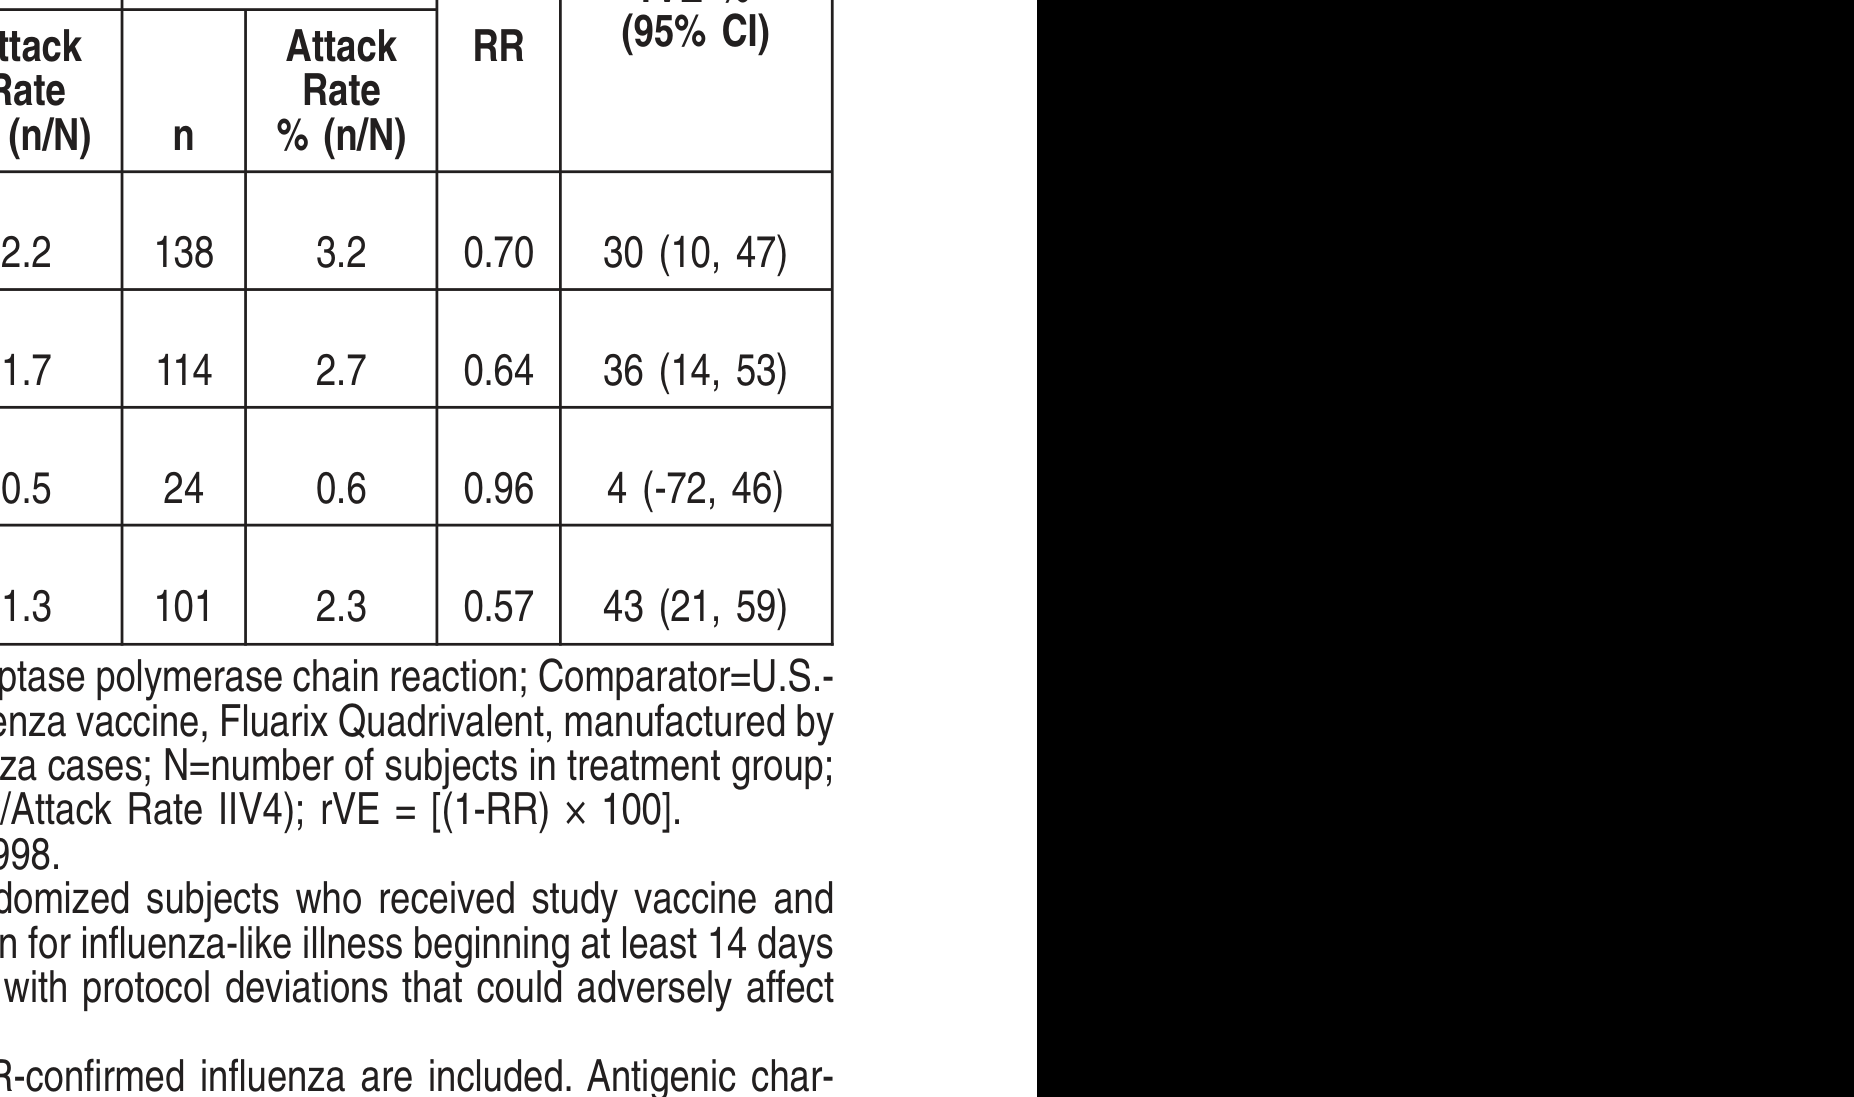 (95% CI)
ttack Attack RR
Rate Rate
(n/N) n % (n/N)
2.2 138 3.2 0.70 30 (10, 47)
1.7 114 2.7 0.64 36 (14, 53)
0.5 24 0.6 0.96 4 (-72, 46)
1.3 101 2.3 0.57 43 (21, 59)
ptase polymerase chain reaction; Comparator=U.S.-
enza vaccine, Fluarix Quadrivalent, manufactured by
za cases; N=number of subjects in treatment group;
/Attack Rate IIV4); rVE = [(1-RR) × 100].
998.
domized subjects who received study vaccine and
n for influenza-like illness beginning at least 14 days
with protocol deviations that could adversely affect
R-confirmed influenza are included. Antigenic char-